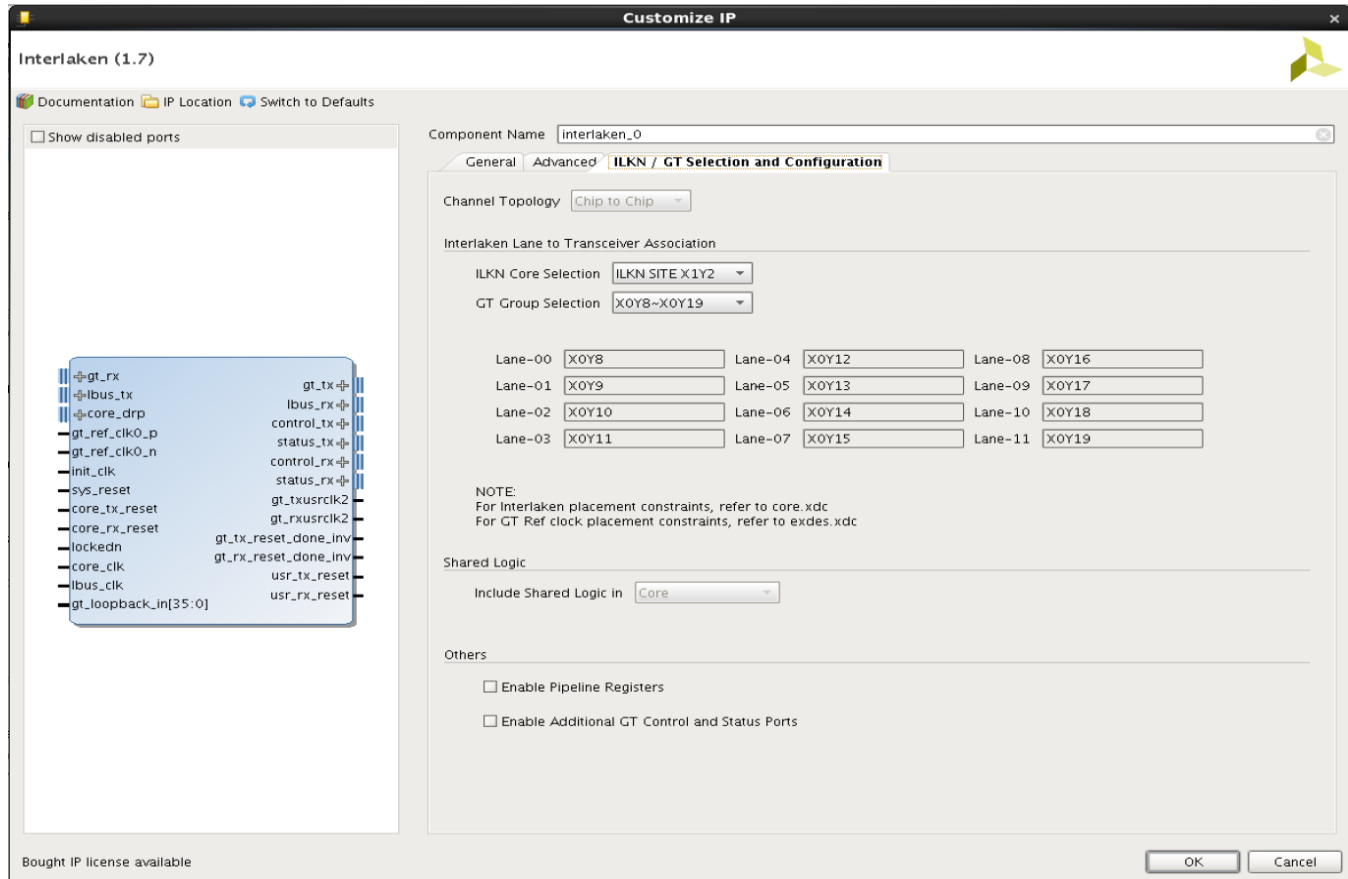 Customize IP
Interlaken (1.7)
Documentation IP Location Switch to Defaults
Show disabled ports
gt_rx
lbus_tx
core_drp
gt_ref_clk0_p
gt_ref_clk0_n
init_clk
sys_reset
core_tx_reset
core_rx_reset
lockedn
core_clk
lbus_clk
gt_loopback_in[35:0]
gt_tx
lbus_rx
control_tx
status_tx
control_rx
status_rx
gt_txusrclk2
gt_rxusrclk2
gt_tx_reset_done_inv
gt_rx_reset_done_inv
usr_tx_reset
usr_rx_reset
Component Name interlaken_0
General Advanced ILKN / GT Selection and Configuration
Channel Topology Chip to Chip
Interlaken Lane to Transceiver Association
ILKN Core Selection ILKN SITE X1Y2
GT Group Selection X0Y8~X0Y19
Lane-00 X0Y8 Lane-04 X0Y12 Lane-08 X0Y16
Lane-01 X0Y9 Lane-05 X0Y13 Lane-09 X0Y17
Lane-02 X0Y10 Lane-06 X0Y14 Lane-10 X0Y18
Lane-03 X0Y11 Lane-07 X0Y15 Lane-11 X0Y19
NOTE:
For Interlaken placement constraints, refer to core.xdc
For GT Ref clock placement constraints, refer to exdes.xdc
Shared Logic
Include Shared Logic in Core
Others
Enable Pipeline Registers
Enable Additional GT Control and Status Ports
Bought IP license available
OK Cancel